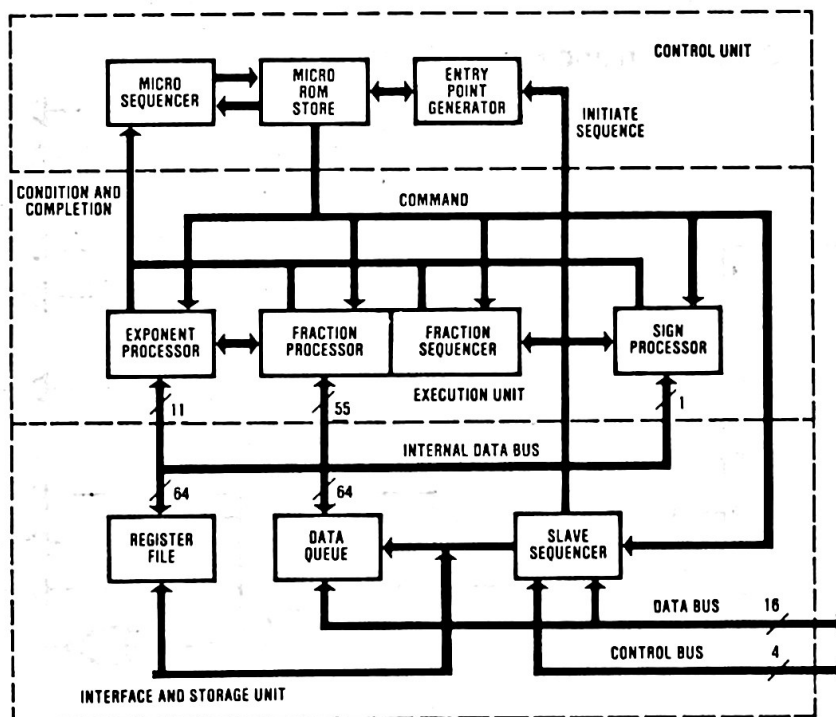 CONTROL UNIT
MICRO
SEQUENCER
MICRO
ROM
STORE
ENTRY
POINT
GENERATOR
INITIATE
SEQUENCE
CONDITION AND
COMPLETION
COMMAND
EXPONENT
PROCESSOR
FRACTION
PROCESSOR
FRACTION
SEQUENCER
SIGN
PROCESSOR
EXECUTION UNIT
11
55
1
INTERNAL DATA BUS
64
64
REGISTER
FILE
DATA
QUEUE
SLAVE
SEQUENCER
DATA BUS
16
CONTROL BUS
4
INTERFACE AND STORAGE UNIT